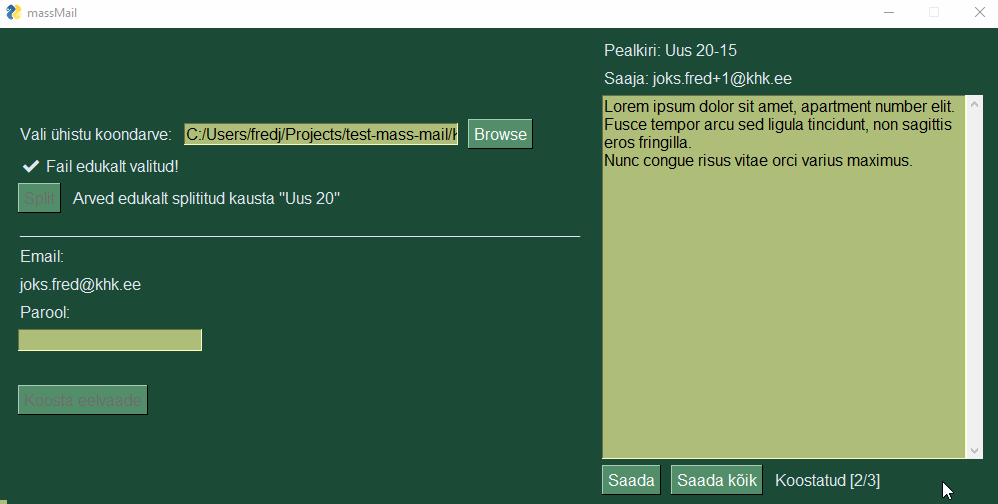 massMail
Vali ühistu koondarve: C:/Users/fredj/Projects/test-mass-mail/ Browse
Fail edukalt valitud!
Split Arved edukalt splititud kausta "Uus 20"
Email:
joks.fred@khk.ee
Parool:
Koosta eelvaade
Pealkiri: Uus 20-15
Saaja: joks.fred+1@khk.ee
Lorem ipsum dolor sit amet, apartment number elit.
Fusce tempor arcu sed ligula tincidunt, non sagittis
eros fringilla.
Nunc congue risus vitae orci varius maximus.
Saada Saada kõik Koostatud [2/3]